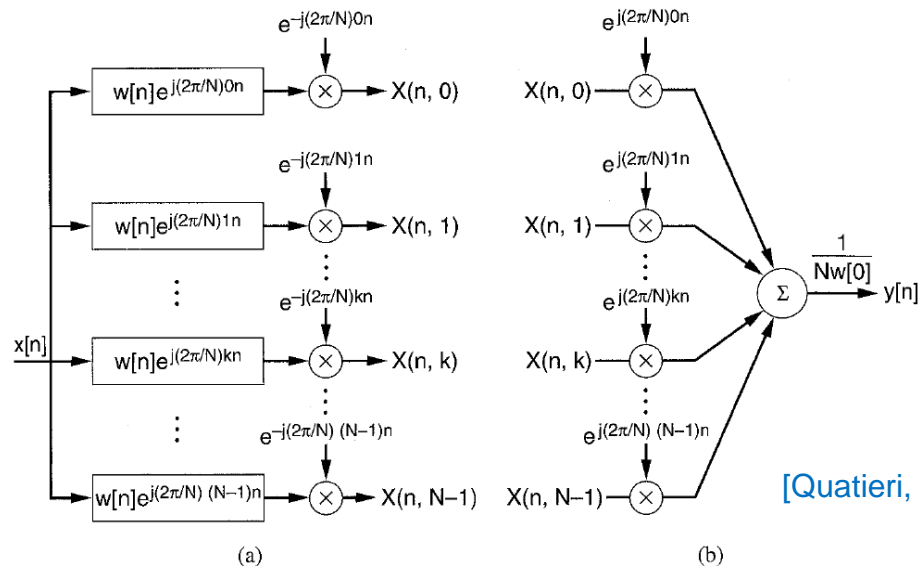 e^{-j(2π/N)0n}
w[n]e^{j(2π/N)0n}
×
X(n, 0)
e^{-j(2π/N)1n}
w[n]e^{j(2π/N)1n}
×
X(n, 1)
x[n]
e^{-j(2π/N)kn}
w[n]e^{j(2π/N)kn}
×
X(n, k)
e^{-j(2π/N) (N-1)n}
w[n]e^{j(2π/N) (N-1)n}
×
X(n, N-1)
(a)
e^{j(2π/N)0n}
X(n, 0)
×
e^{j(2π/N)1n}
X(n, 1)
×
e^{j(2π/N)kn}
X(n, k)
×
e^{j(2π/N) (N-1)n}
X(n, N-1)
×
Σ
1
Nw[0]
y[n]
(b)
[Quatieri,